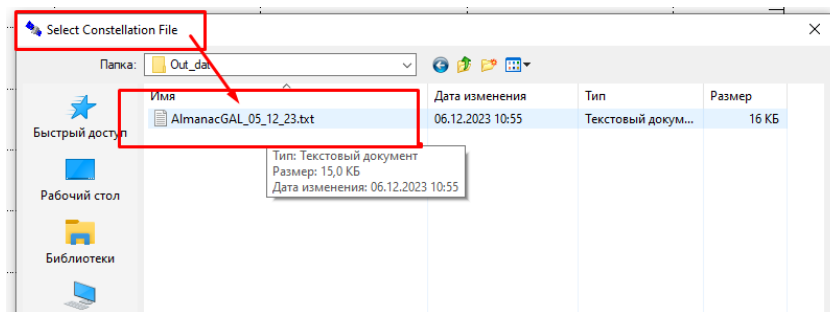 Select Constellation File
Папка: Out_dat
Имя Дата изменения Тип Размер
AlmanacGAL_05_12_23.txt 06.12.2023 10:55 Текстовый докум... 16 КБ
Быстрый доступ
Тип: Текстовый документ
Размер: 15,0 КБ
Дата изменения: 06.12.2023 10:55
Рабочий стол
Библиотеки